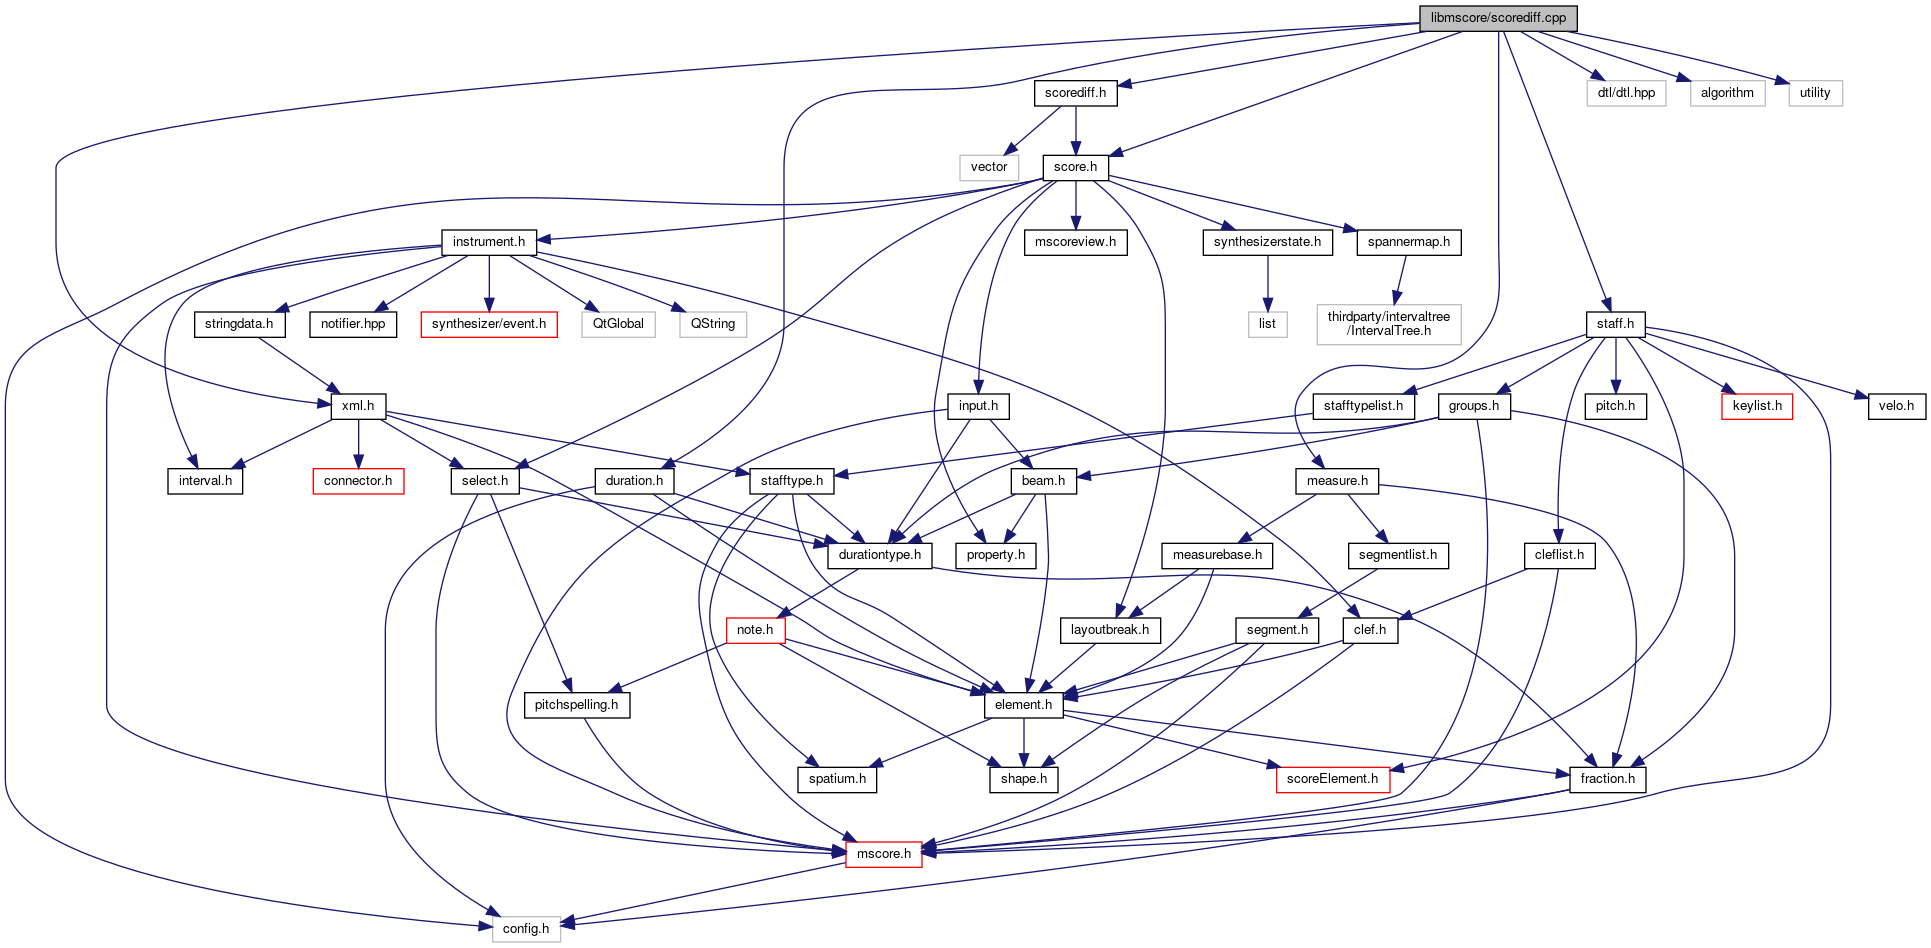 libmscore/scorediff.cpp
scorediff.h
dtl/dtl.hpp
algorithm
utility
vector
score.h
instrument.h
mscoreview.h
synthesizerstate.h
spannermap.h
stringdata.h
notifier.hpp
synthesizer/event.h
QtGlobal
QString
list
thirdparty/intervaltree
/IntervalTree.h
staff.h
xml.h
input.h
stafftypelist.h
groups.h
pitch.h
keylist.h
velo.h
interval.h
connector.h
select.h
duration.h
stafftype.h
beam.h
measure.h
durationtype.h
property.h
measurebase.h
segmentlist.h
cleflist.h
note.h
layoutbreak.h
segment.h
clef.h
pitchspelling.h
element.h
spatium.h
shape.h
scoreElement.h
fraction.h
mscore.h
config.h